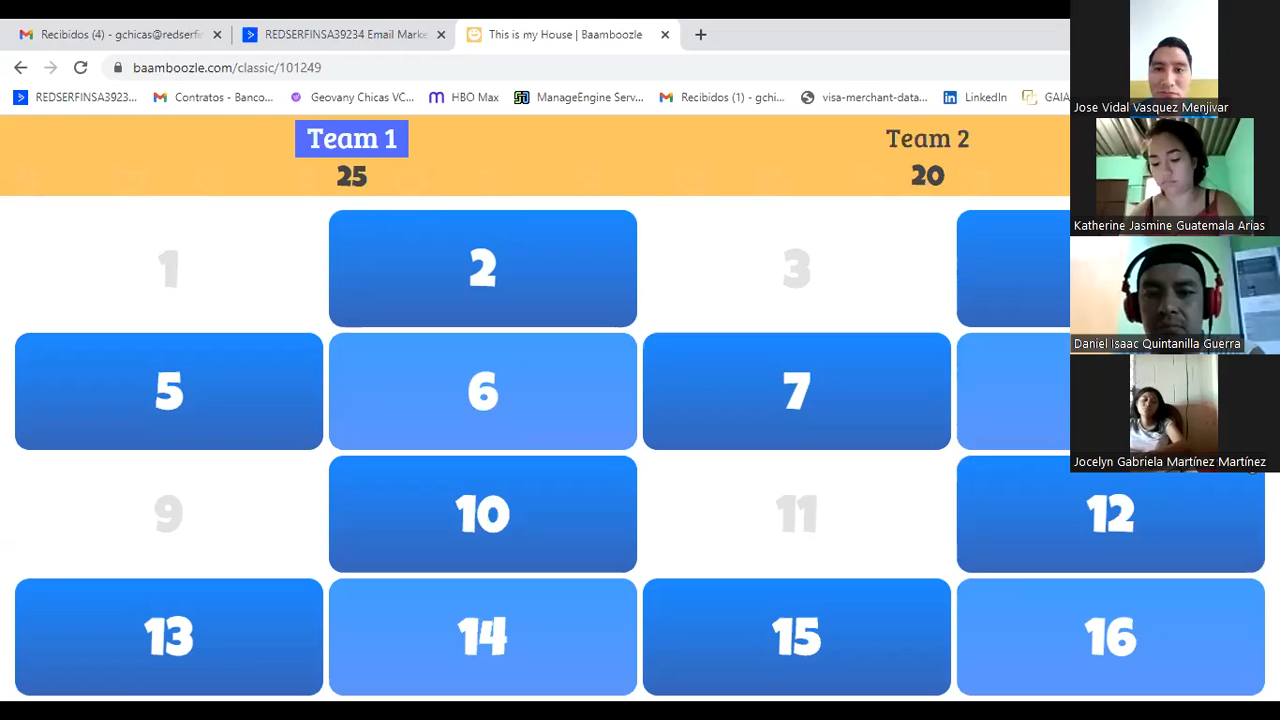 Recibidos (4) - gchicas@redserfi
REDSERFINSA39234 Email Marke
This is my House | Baamboozle
baamboozle.com/classic/101249
REDSERFINSA3923...
Contratos - Banco...
Geovany Chicas VC...
HBO Max
ManageEngine Serv...
Recibidos (1) - gchi...
visa-merchant-data...
LinkedIn
GAIA
Team 1
25
Team 2
20
1
2
3
5
6
7
9
10
11
12
13
14
15
16
Jose Vidal Vasquez Menjivar
Katherine Jasmine Guatemala Arias
Daniel Isaac Quintanilla Guerra
Jocelyn Gabriela Martínez Martínez